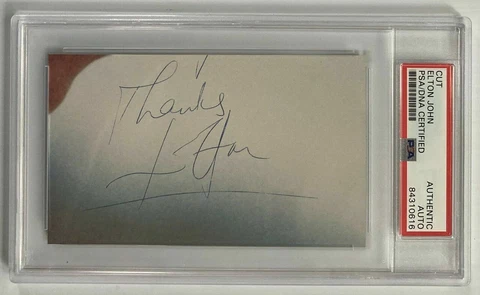 Thanks
Elton
CUT
ELTON JOHN
PSA/DNA CERTIFIED
PSA
AUTHENTIC
AUTO
84310616